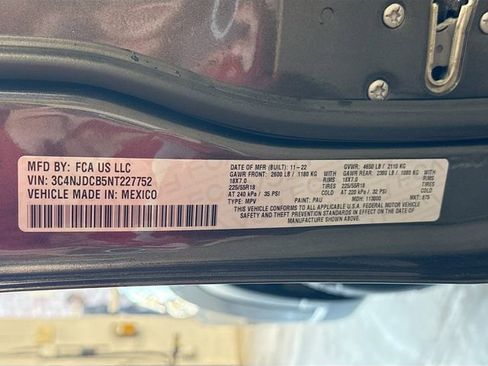 MFD BY: FCA US LLC
VIN: 3C4NJDCB5NT227752
VEHICLE MADE IN: MEXICO
DATE OF MFR (BUILT): 11-22 GVWR: 4650 LB / 2110 KG
GAWR FRONT: 2600 LB / 1180 KG WITH GAWR REAR: 2380 LB / 1080 KG WITH
18X7.0 RIMS 18X7.0 RIMS
225/55R18 TIRES 225/55R18 TIRES
AT 240 kPa / 35 PSI COLD AT 220 kPa / 32 PSI COLD
TYPE: MPV PAINT: PAU MDH: 113000 MXT: 875
THIS VEHICLE CONFORMS TO ALL APPLICABLE U.S.A. FEDERAL MOTOR VEHICLE
SAFETY BUMPER AND THEFT PREVENTION STANDARDS IN EFFECT ON THE DATE OF MANUFACTURE
SHOWN ABOVE.